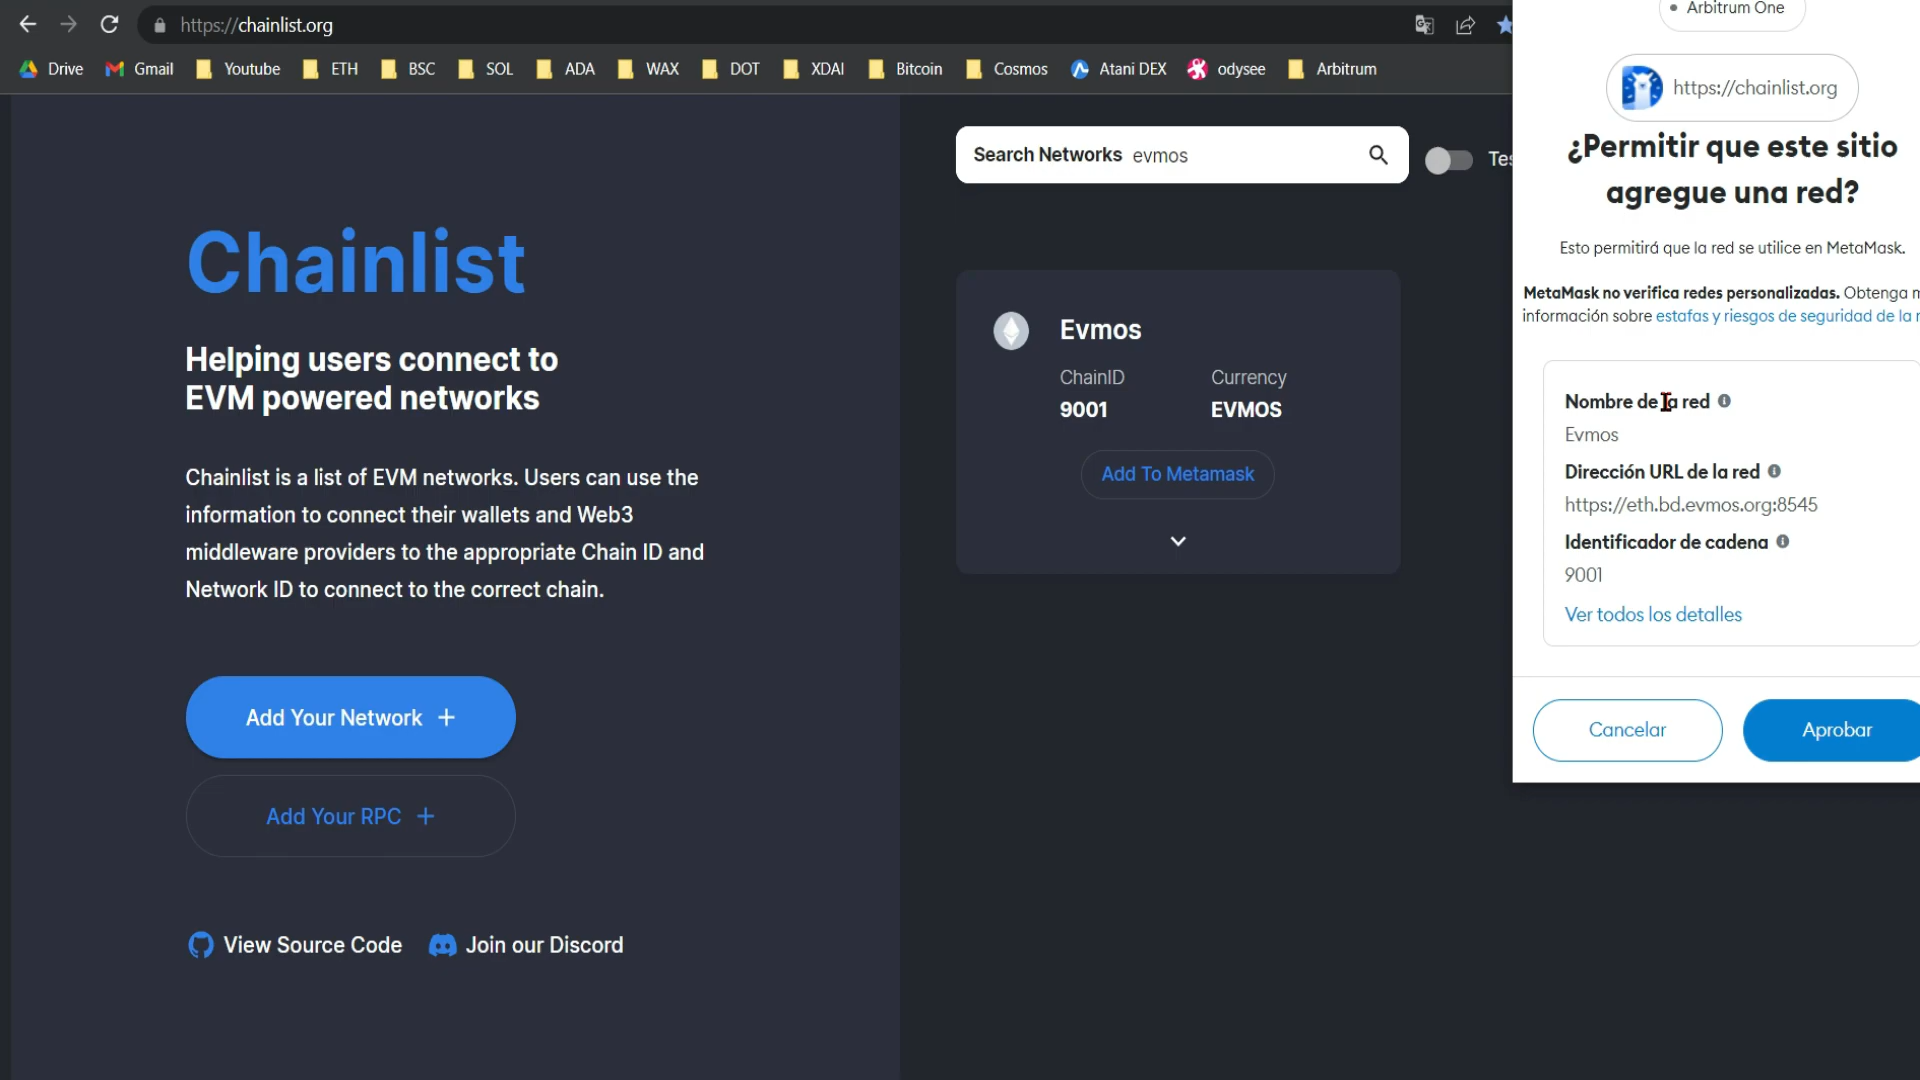 https://chainlist.org
Drive
Gmail
Youtube
ETH
BSC
SOL
ADA
WAX
DOT
XDAI
Bitcoin
Cosmos
Atani DEX
odysee
Arbitrum
Chainlist
Helping users connect to
EVM powered networks
Chainlist is a list of EVM networks. Users can use the
information to connect their wallets and Web3
middleware providers to the appropriate Chain ID and
Network ID to connect to the correct chain.
Add Your Network +
Add Your RPC +
View Source Code
Join our Discord
Search Networks evmos
Evmos
ChainID
Currency
9001
EVMOS
Add To Metamask
Arbitrum One
https://chainlist.org
¿Permitir que este sitio
agregue una red?
Esto permitirá que la red se utilice en MetaMask.
MetaMask no verifica redes personalizadas. Obtenga
información sobre estafas y riesgos de seguridad de la
Nombre de la red
Evmos
Dirección URL de la red
https://eth.bd.evmos.org:8545
Identificador de cadena
9001
Ver todos los detalles
Cancelar
Aprobar